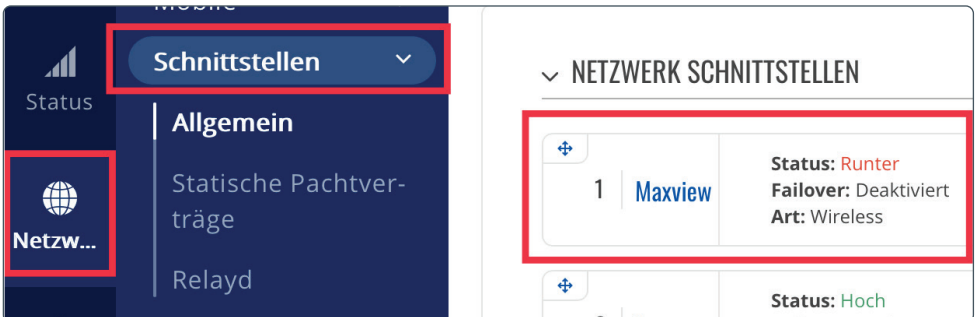 Mobile
Schnittstellen
Status
Allgemein
Statische Pachtver-
träge
Netzw...
Relayd
NETZWERK SCHNITTSTELLEN
1
Maxview
Status: Runter
Failover: Deaktiviert
Art: Wireless
Status: Hoch